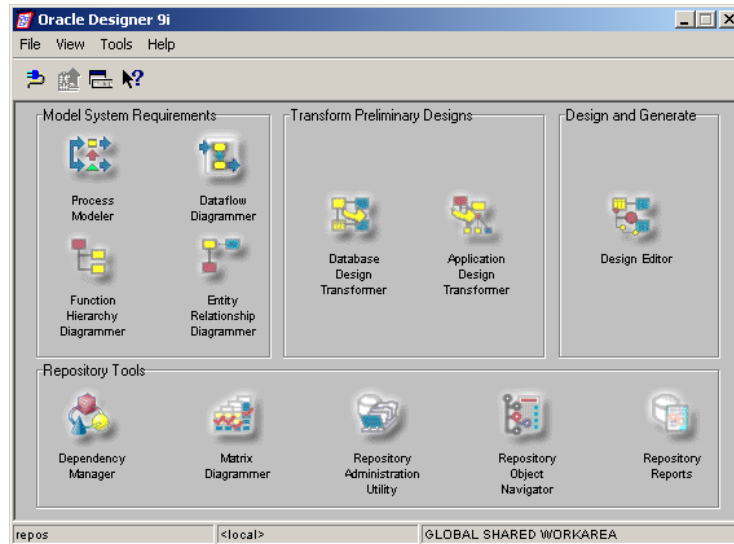 Oracle Designer 9i
File View Tools Help
Model System Requirements
Process
Modeler
Dataflow
Diagrammer
Function
Hierarchy
Diagrammer
Entity
Relationship
Diagrammer
Transform Preliminary Designs
Database
Design
Transformer
Application
Design
Transformer
Design and Generate
Design Editor
Repository Tools
Dependency
Manager
Matrix
Diagrammer
Repository
Administration
Utility
Repository
Object
Navigator
Repository
Reports
repos
<local>
GLOBAL SHARED WORKAREA